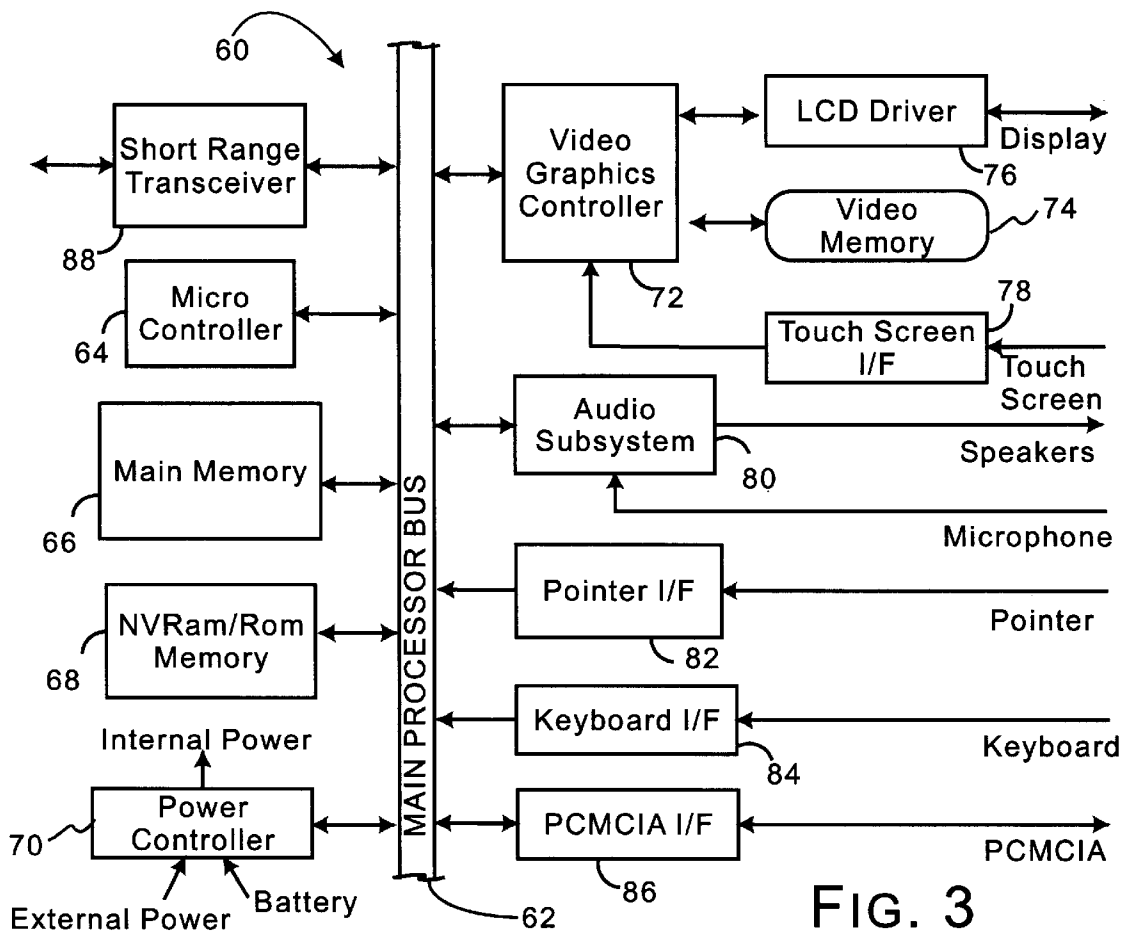 60
Short Range
Transceiver
88
Micro
Controller
64
Main Memory
66
NVRam/Rom
Memory
68
Internal Power
Power
Controller
70
External Power
Battery
MAIN PROCESSOR BUS
62
Video
Graphics
Controller
72
LCD Driver
Display
76
Video
Memory
74
78
Touch Screen
I/F
Touch
Screen
Audio
Subsystem
80
Speakers
Microphone
Pointer I/F
82
Pointer
Keyboard I/F
84
Keyboard
PCMCIA I/F
86
PCMCIA
FIG. 3